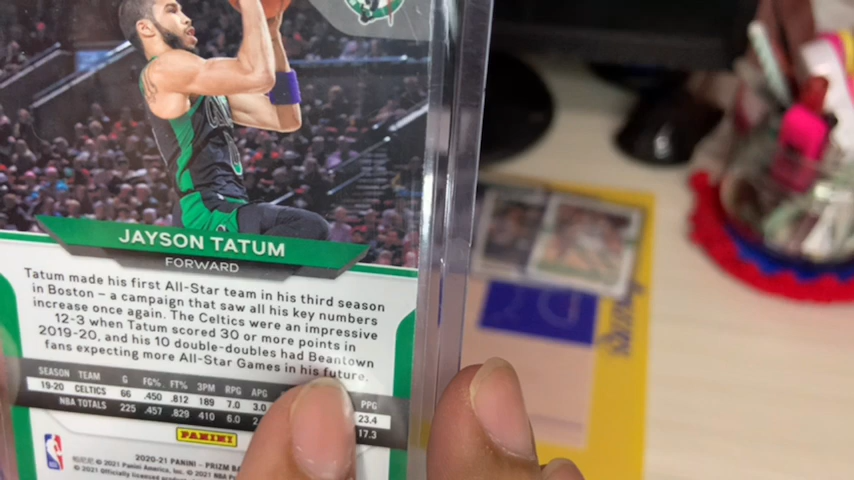 JAYSON TATUM
FORWARD
Tatum made his first All-Star team in his third season
in Boston – a campaign that saw all his key numbers
increase once again. The Celtics were an impressive
12-3 when Tatum scored 30 or more points in
2019-20, and his 10 double-doubles had Beantown
fans expecting more All-Star Games in his future.
SEASON TEAM G FG% FT% 3PM RPG APG PPG
19-20 CELTICS 66 .450 .812 189 7.0 3.0 23.4
NBA TOTALS 225 .457 .829 410 6.0 17.3
PANINI
2020-21 PANINI – PRIZM
© 2021 Panini America, Inc. © 2021 NBA
Officially licensed